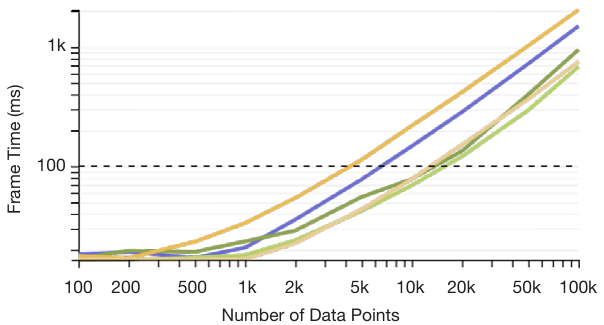 1k
100
Frame Time (ms)
100 200 500 1k 2k 5k 10k 20k 50k 100k
Number of Data Points